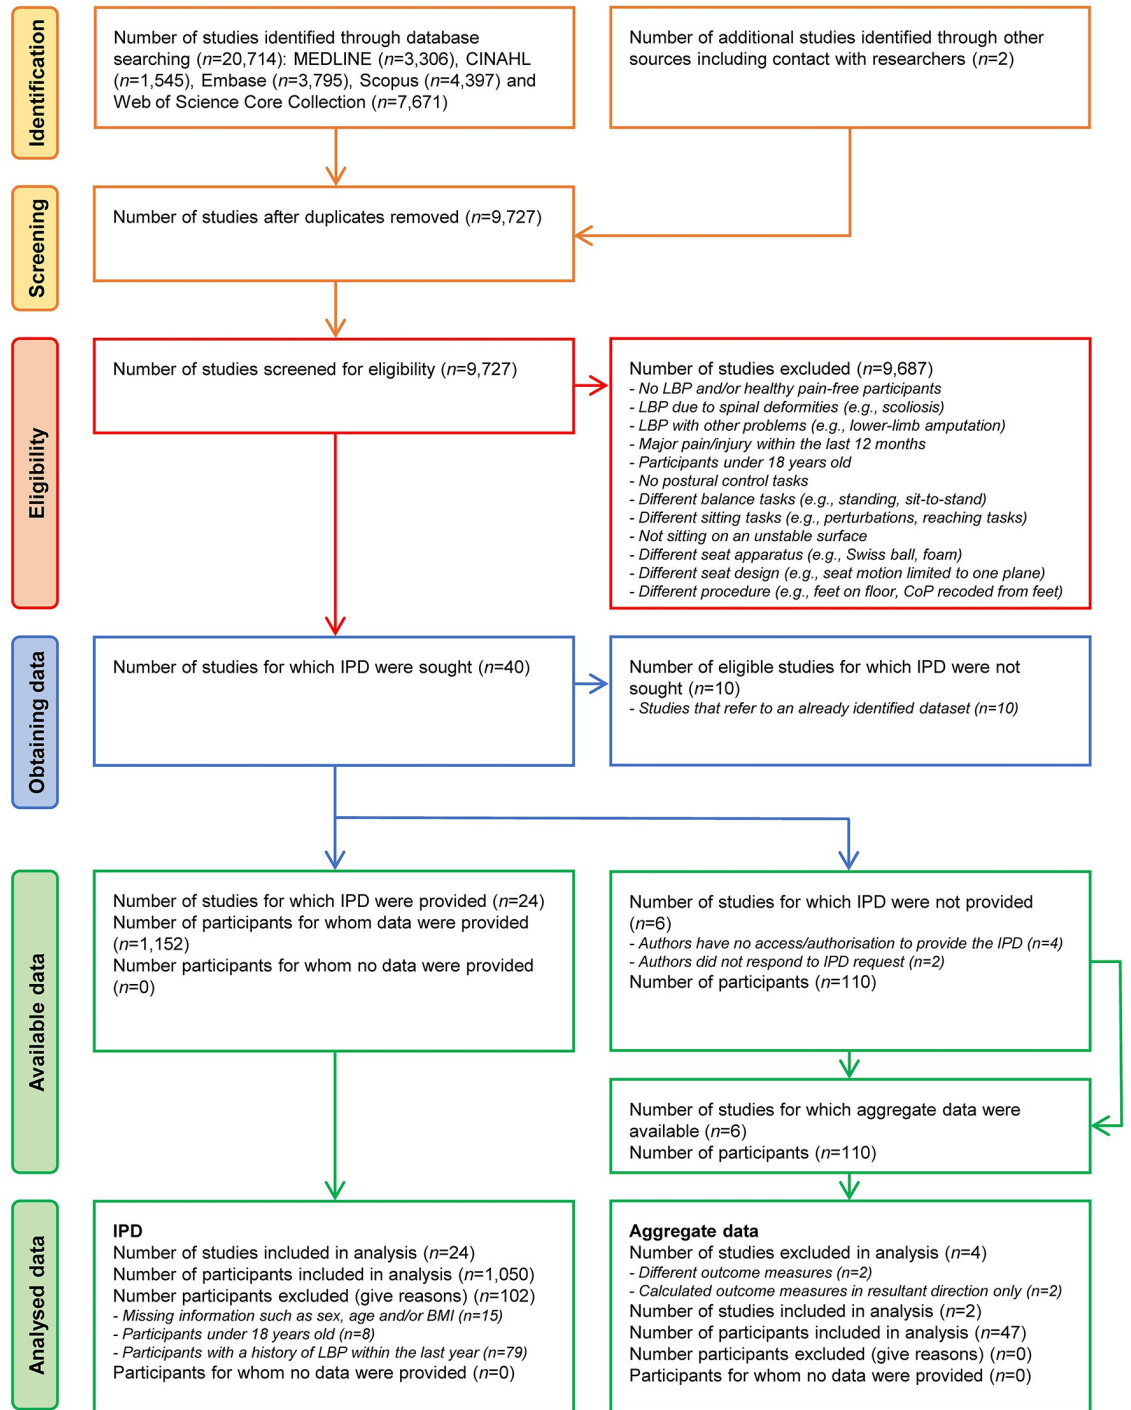 Identification
Number of studies identified through database
searching (n=20,714): MEDLINE (n=3,306), CINAHL
(n=1,545), Embase (n=3,795), Scopus (n=4,397) and
Web of Science Core Collection (n=7,671)
Number of additional studies identified through other
sources including contact with researchers (n=2)
Screening
Number of studies after duplicates removed (n=9,727)
Eligibility
Number of studies screened for eligibility (n=9,727)
Number of studies excluded (n=9,687)
- No LBP and/or healthy pain-free participants
- LBP due to spinal deformities (e.g., scoliosis)
- LBP with other problems (e.g., lower-limb amputation)
- Major pain/injury within the last 12 months
- Participants under 18 years old
- No postural control tasks
- Different balance tasks (e.g., standing, sit-to-stand)
- Different sitting tasks (e.g., perturbations, reaching tasks)
- Not sitting on an unstable surface
- Different seat apparatus (e.g., Swiss ball, foam)
- Different seat design (e.g., seat motion limited to one plane)
- Different procedure (e.g., feet on floor, CoP recoded from feet)
Obtaining data
Number of studies for which IPD were sought (n=40)
Number of eligible studies for which IPD were not
sought (n=10)
- Studies that refer to an already identified dataset (n=10)
Available data
Number of studies for which IPD were provided (n=24)
Number of participants for whom data were provided
(n=1,152)
Number participants for whom no data were provided
(n=0)
Number of studies for which IPD were not provided
(n=6)
- Authors have no access/authorisation to provide the IPD (n=4)
- Authors did not respond to IPD request (n=2)
Number of participants (n=110)
Number of studies for which aggregate data were
available (n=6)
Number of participants (n=110)
Analysed data
IPD
Number of studies included in analysis (n=24)
Number of participants included in analysis (n=1,050)
Number participants excluded (give reasons) (n=102)
- Missing information such as sex, age and/or BMI (n=15)
- Participants under 18 years old (n=8)
- Participants with a history of LBP within the last year (n=79)
Participants for whom no data were provided (n=0)
Aggregate data
Number of studies excluded in analysis (n=4)
- Different outcome measures (n=2)
- Calculated outcome measures in resultant direction only (n=2)
Number of studies included in analysis (n=2)
Number of participants included in analysis (n=47)
Number participants excluded (give reasons) (n=0)
Participants for whom no data were provided (n=0)